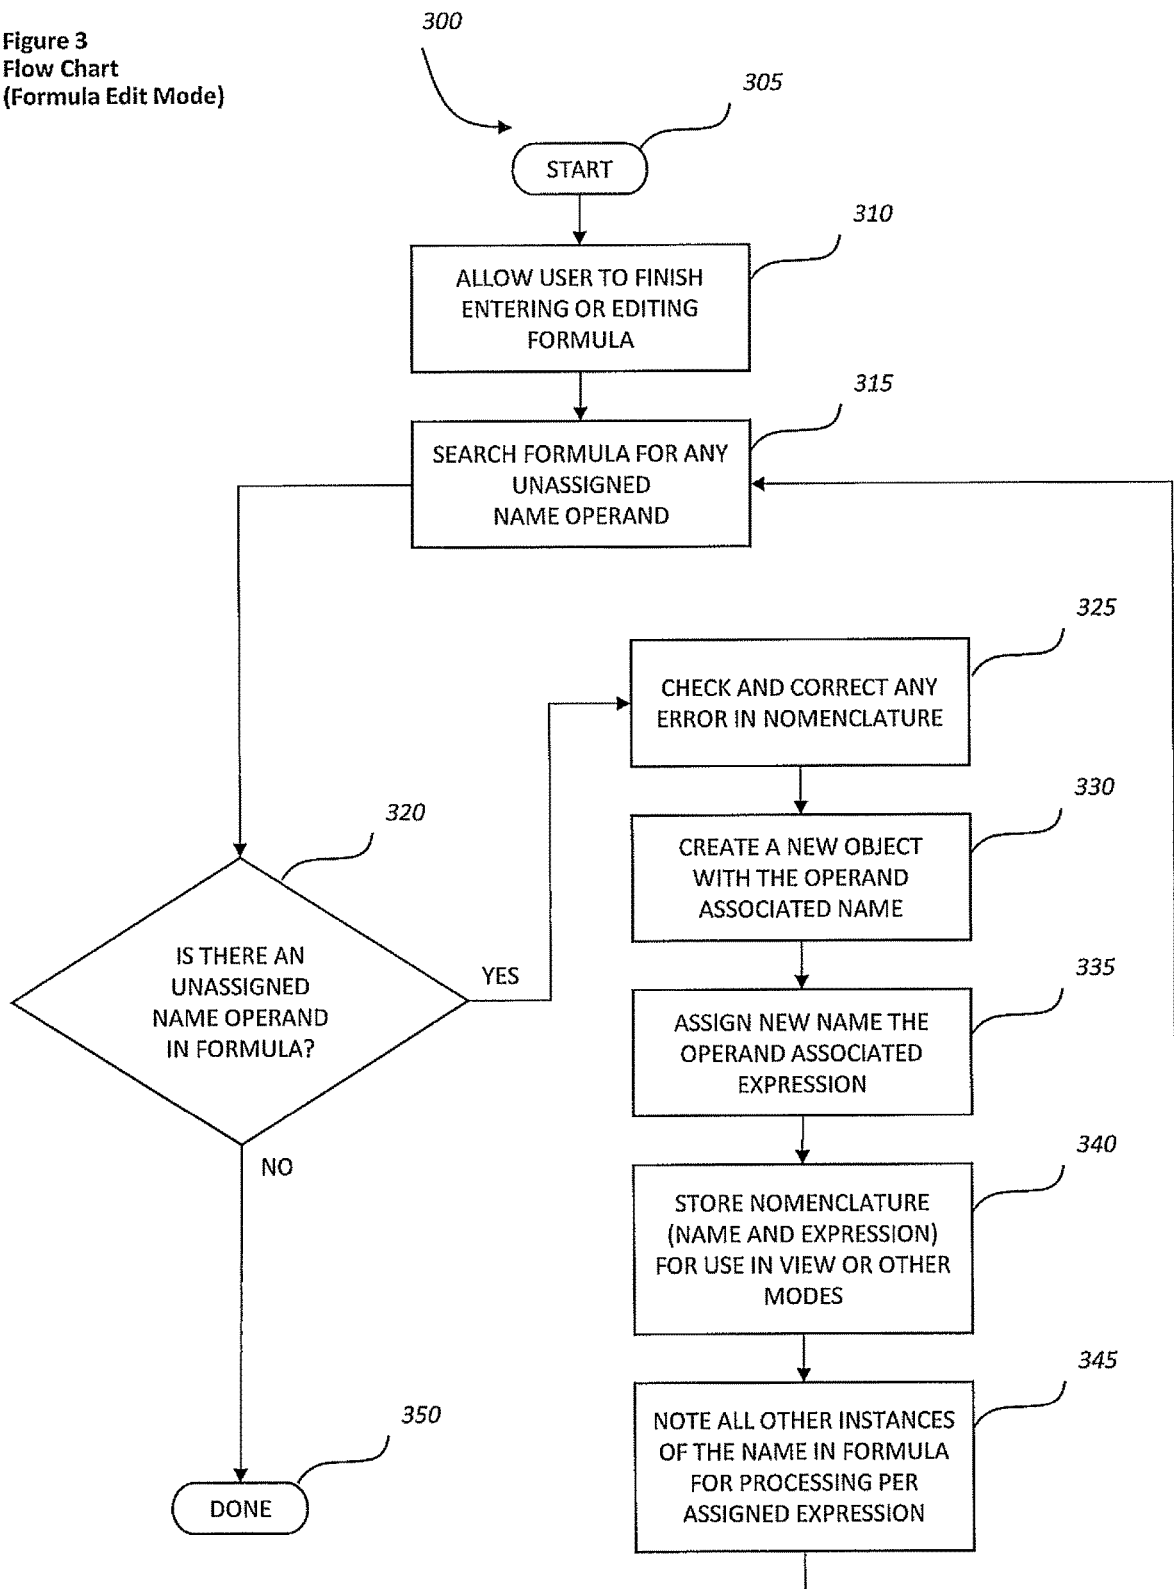 Figure 3
Flow Chart
(Formula Edit Mode)
300
305
START
310
ALLOW USER TO FINISH
ENTERING OR EDITING
FORMULA
315
SEARCH FORMULA FOR ANY
UNASSIGNED
NAME OPERAND
325
CHECK AND CORRECT ANY
ERROR IN NOMENCLATURE
330
CREATE A NEW OBJECT
WITH THE OPERAND
ASSOCIATED NAME
320
IS THERE AN
UNASSIGNED
NAME OPERAND
IN FORMULA?
YES
335
ASSIGN NEW NAME THE
OPERAND ASSOCIATED
EXPRESSION
NO
340
STORE NOMENCLATURE
(NAME AND EXPRESSION)
FOR USE IN VIEW OR OTHER
MODES
345
NOTE ALL OTHER INSTANCES
OF THE NAME IN FORMULA
FOR PROCESSING PER
ASSIGNED EXPRESSION
350
DONE